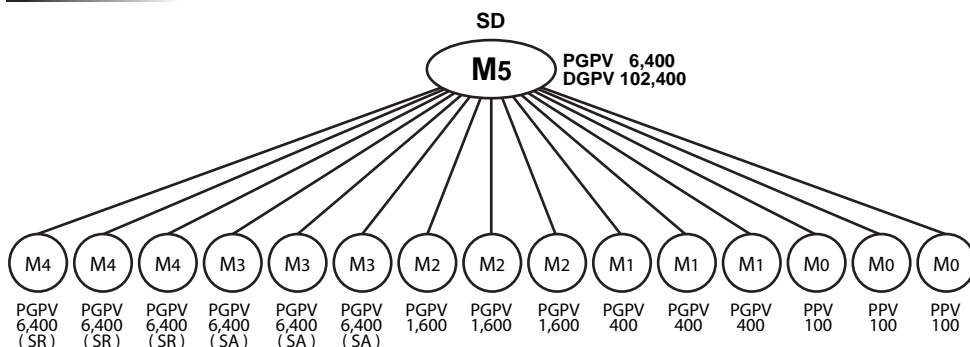 SD
M5
PGPV 6,400
DGPV 102,400
M4 M4 M4 M3 M3 M3 M2 M2 M2 M1 M1 M1 M0 M0 M0
PGPV PGPV PGPV PGPV PGPV PGPV PGPV PGPV PGPV PGPV PGPV PGPV PPV PPV PPV
6,400 6,400 6,400 6,400 6,400 6,400 1,600 1,600 1,600 400 400 400 100 100 100
(SR) (SR) (SR) (SA) (SA) (SA)